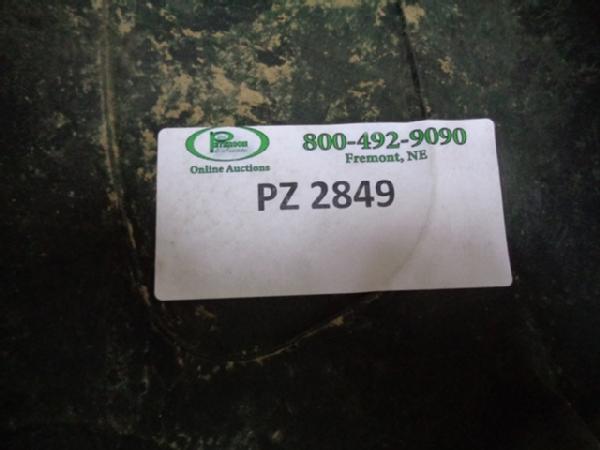 Online Auctions
800-492-9090
Fremont, NE
PZ 2849